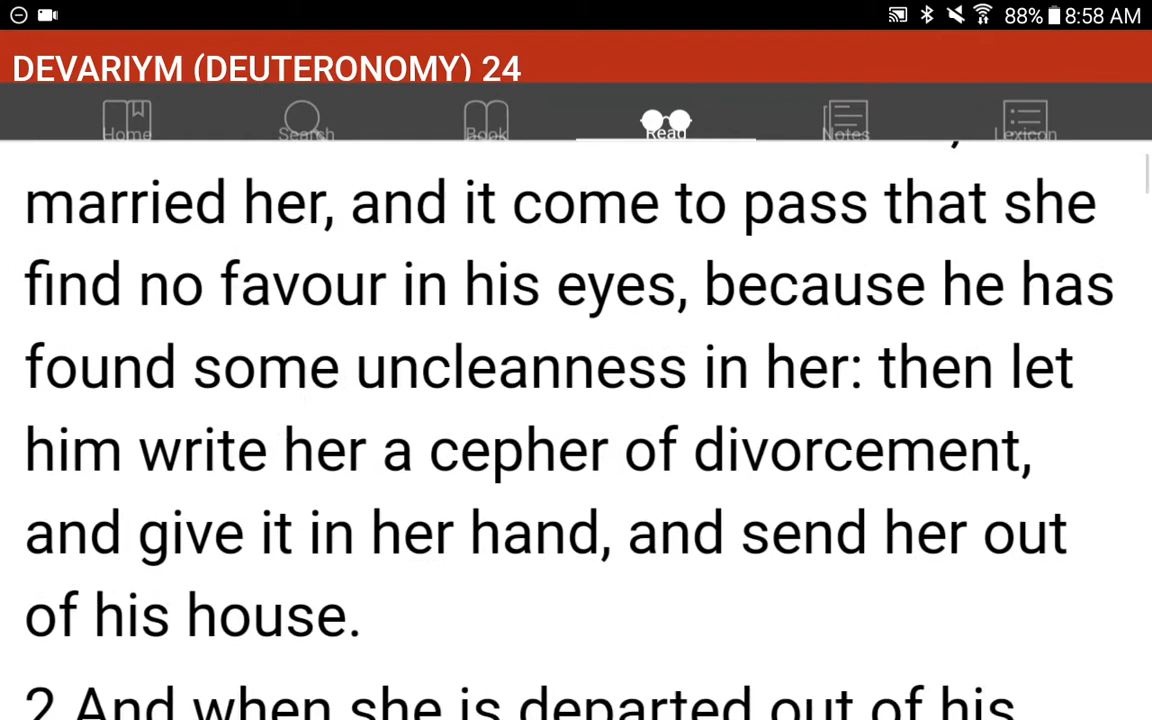 88% 8:58 AM
DEVARIYM (DEUTERONOMY) 24
Home Search Book Read Notes Lexicon
married her, and it come to pass that she
find no favour in his eyes, because he has
found some uncleanness in her: then let
him write her a cepher of divorcement,
and give it in her hand, and send her out
of his house.
2 And when she is departed out of his